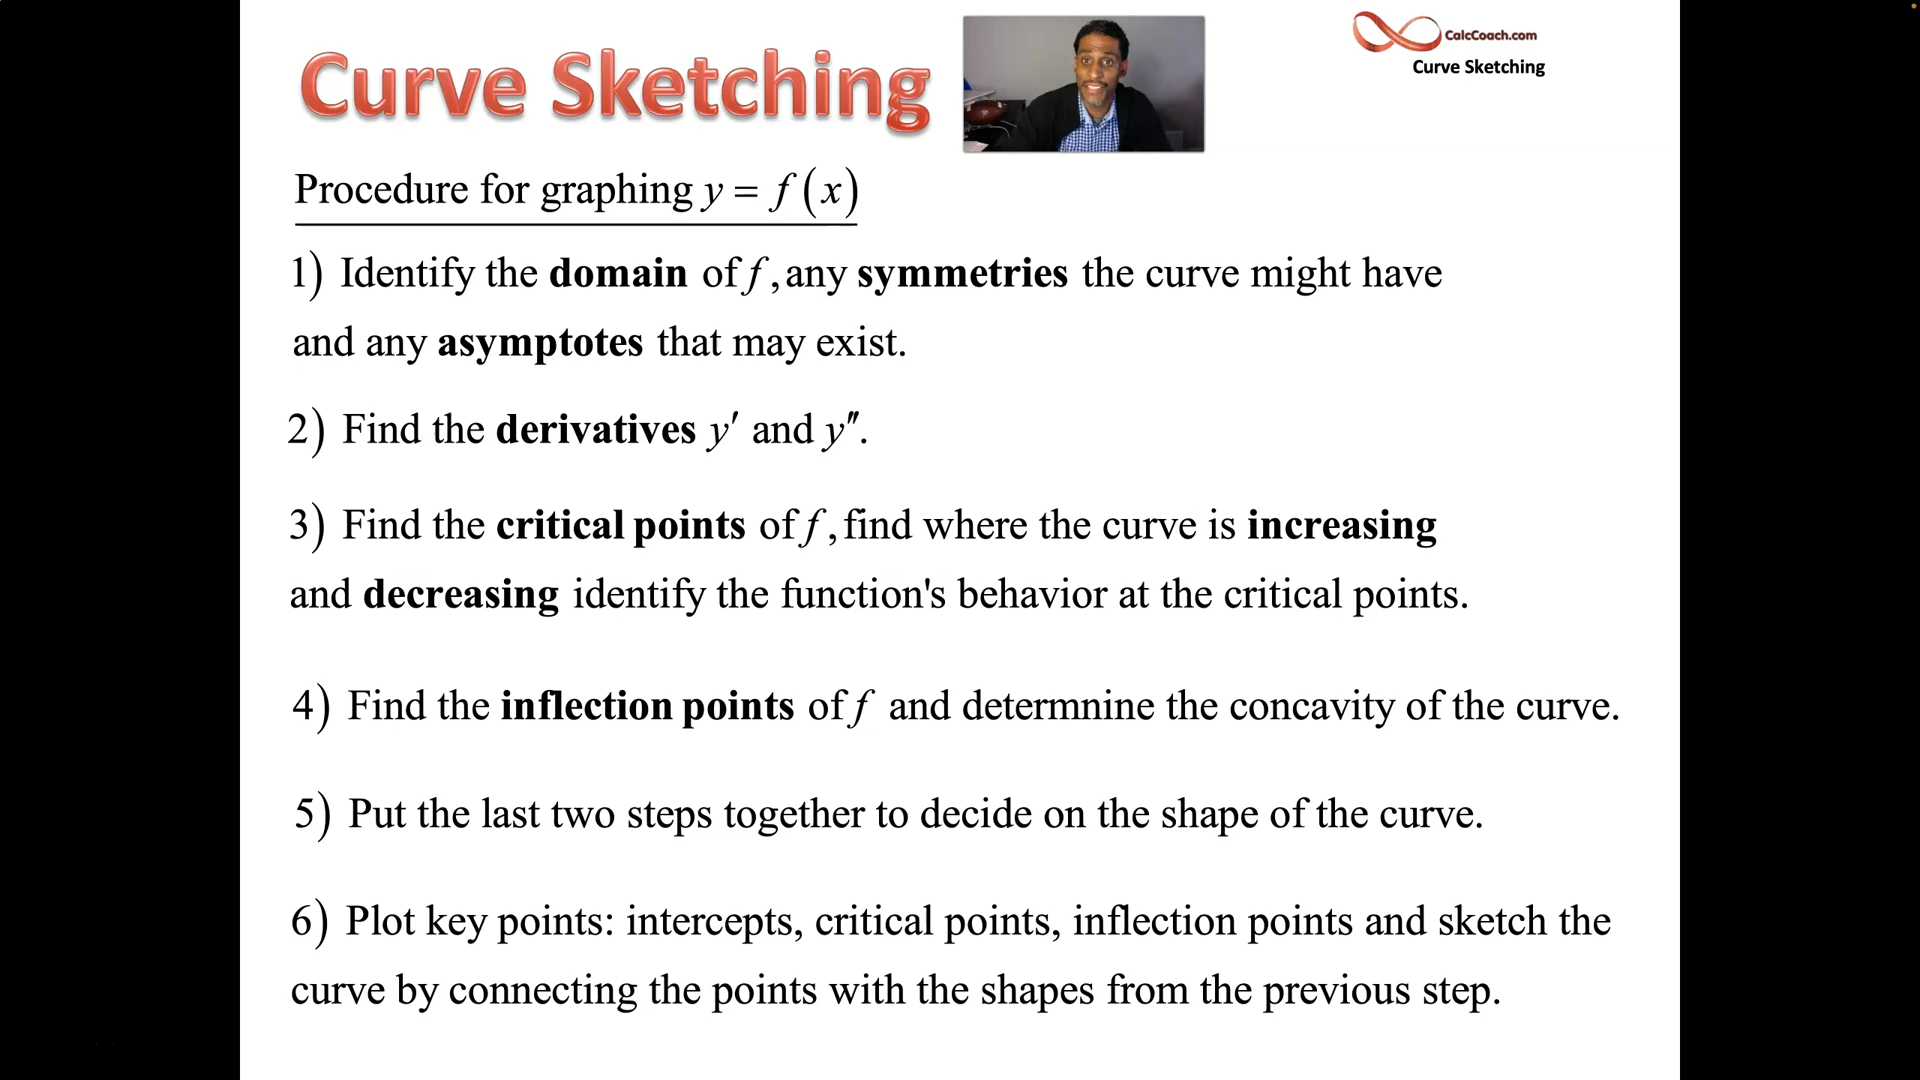 Curve Sketching
CalcCoach.com
Curve Sketching
Procedure for graphing y = f(x)
1) Identify the domain of f, any symmetries the curve might have
and any asymptotes that may exist.
2) Find the derivatives y′ and y″.
3) Find the critical points of f, find where the curve is increasing
and decreasing identify the function's behavior at the critical points.
4) Find the inflection points of f and determnine the concavity of the curve.
5) Put the last two steps together to decide on the shape of the curve.
6) Plot key points: intercepts, critical points, inflection points and sketch the
curve by connecting the points with the shapes from the previous step.